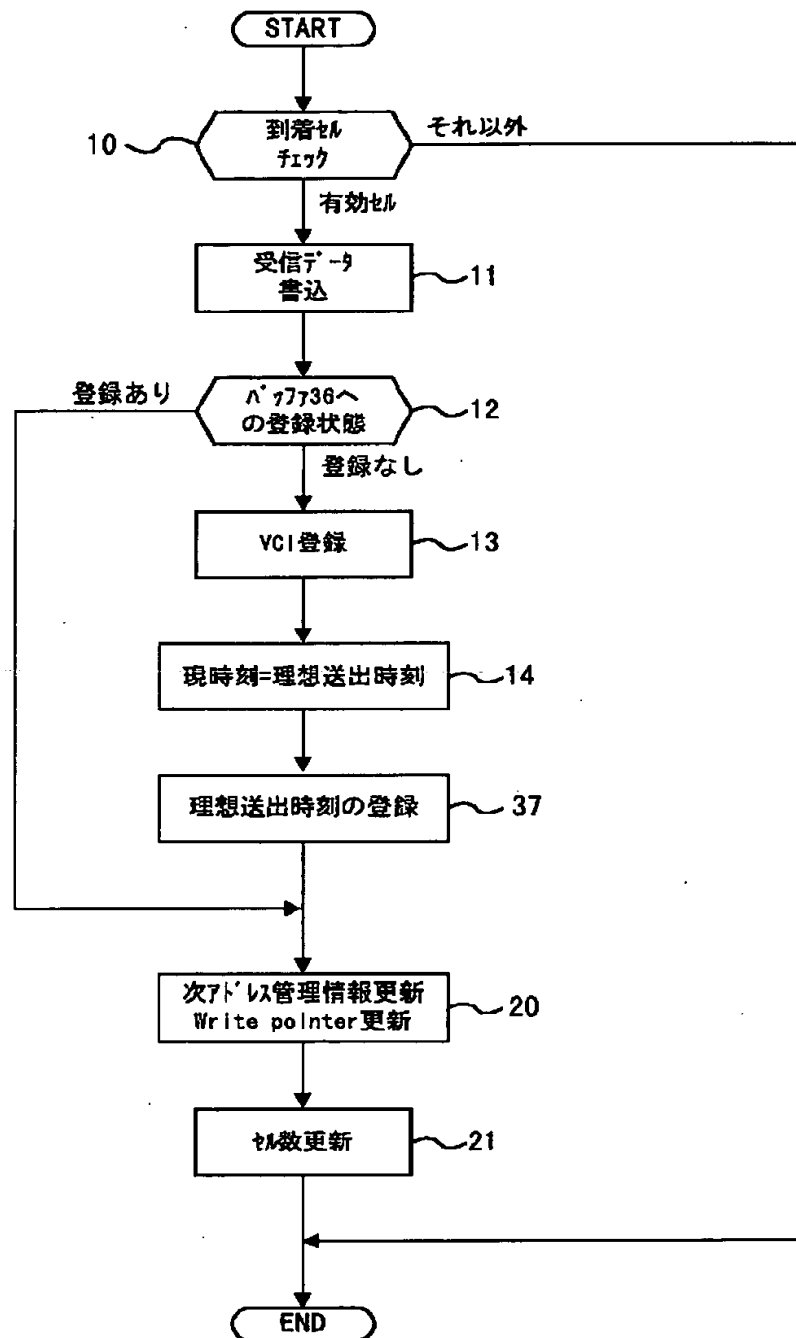 START
10
到着ｾﾙ
ﾁｪｯｸ
それ以外
有効ｾﾙ
受信ﾃﾞｰﾀ
書込
11
登録あり
ﾊﾞｯﾌｧ36へ
の登録状態
12
登録なし
VCI登録
13
現時刻=理想送出時刻
14
理想送出時刻の登録
37
次ｱﾄﾞﾚｽ管理情報更新
Write pointer更新
20
ｾﾙ数更新
21
END